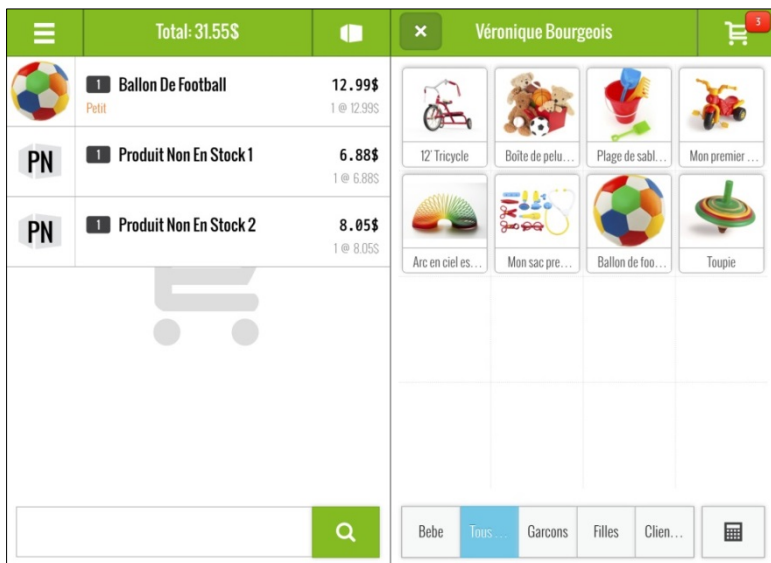 Total: 31.55$
1 Ballon De Football 12.99$
Petit 1 @ 12.99$
PN 1 Produit Non En Stock 1 6.88$
1 @ 6.88$
PN 1 Produit Non En Stock 2 8.05$
1 @ 8.05$
× Véronique Bourgeois 3
12' Tricycle Boîte de pelu... Plage de sabl... Mon premier ...
Arc en ciel es... Mon sac pre... Ballon de foo... Toupie
Bebe Tous ... Garcons Filles Clien...